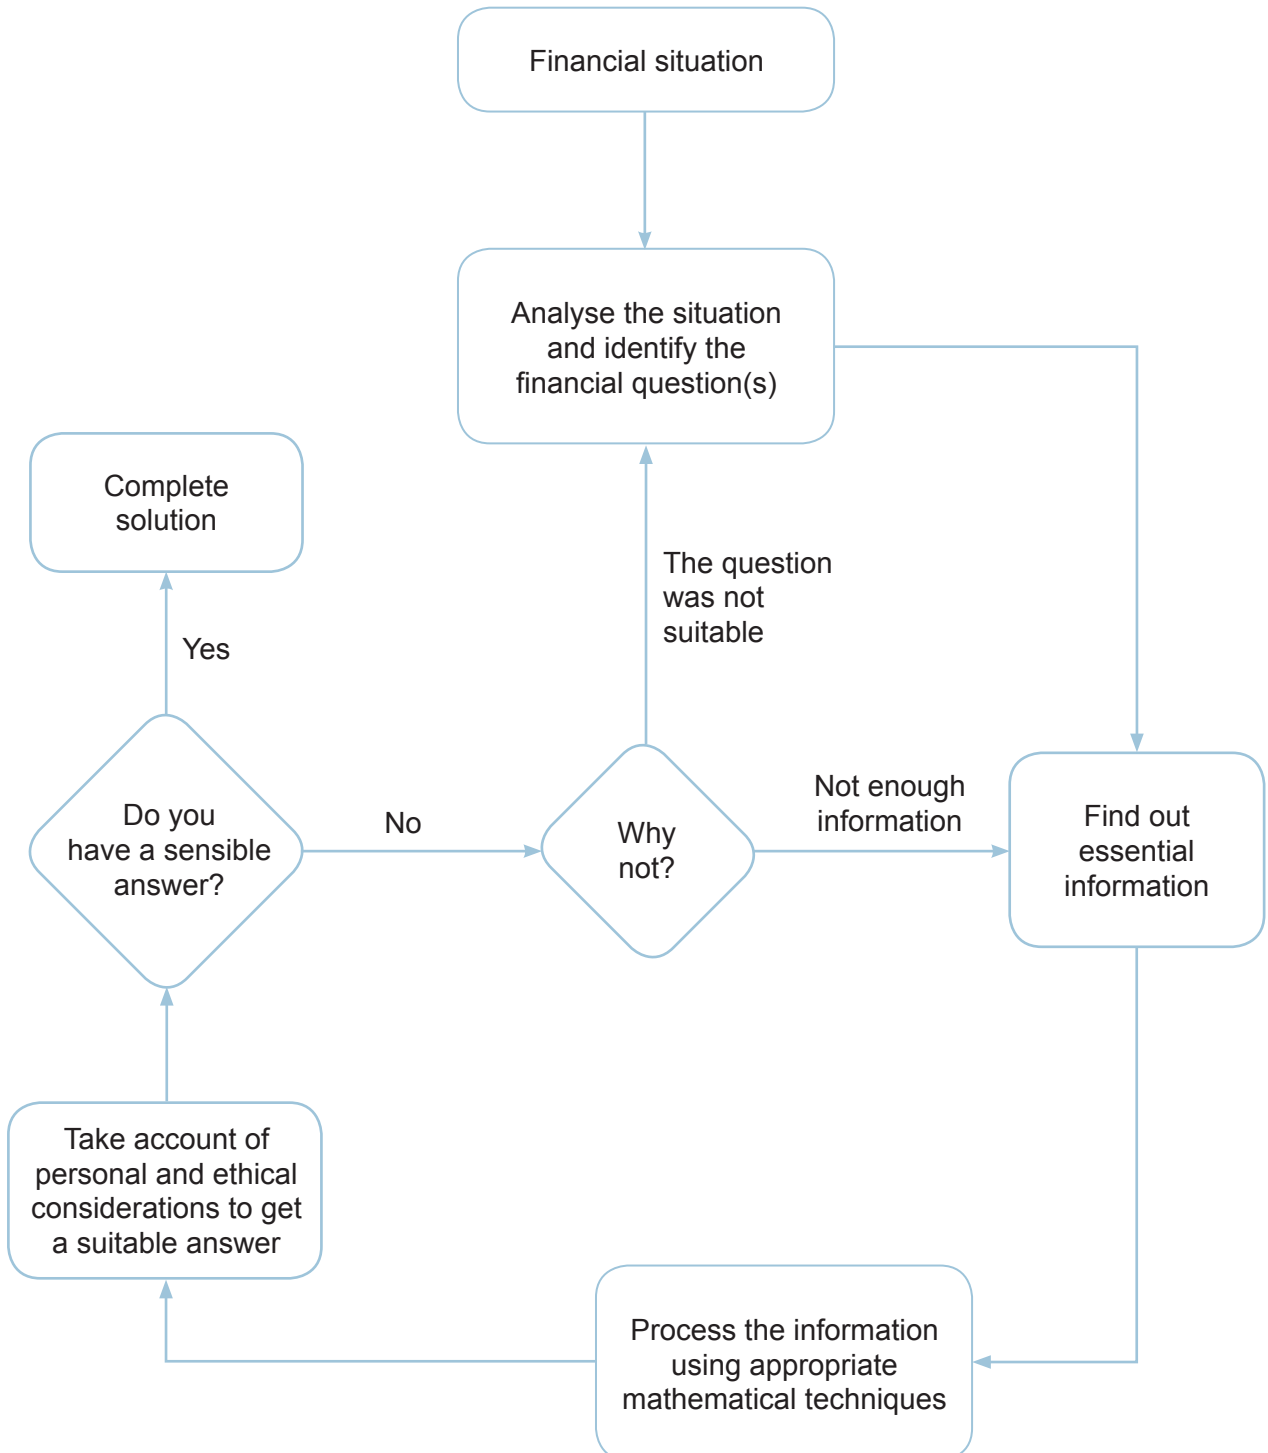 Financial situation
Analyse the situation
and identify the
financial question(s)
Complete
solution
The question
was not
suitable
Yes
Do you
have a sensible
answer?
No
Why
not?
Not enough
information
Find out
essential
information
Take account of
personal and ethical
considerations to get
a suitable answer
Process the information
using appropriate
mathematical techniques